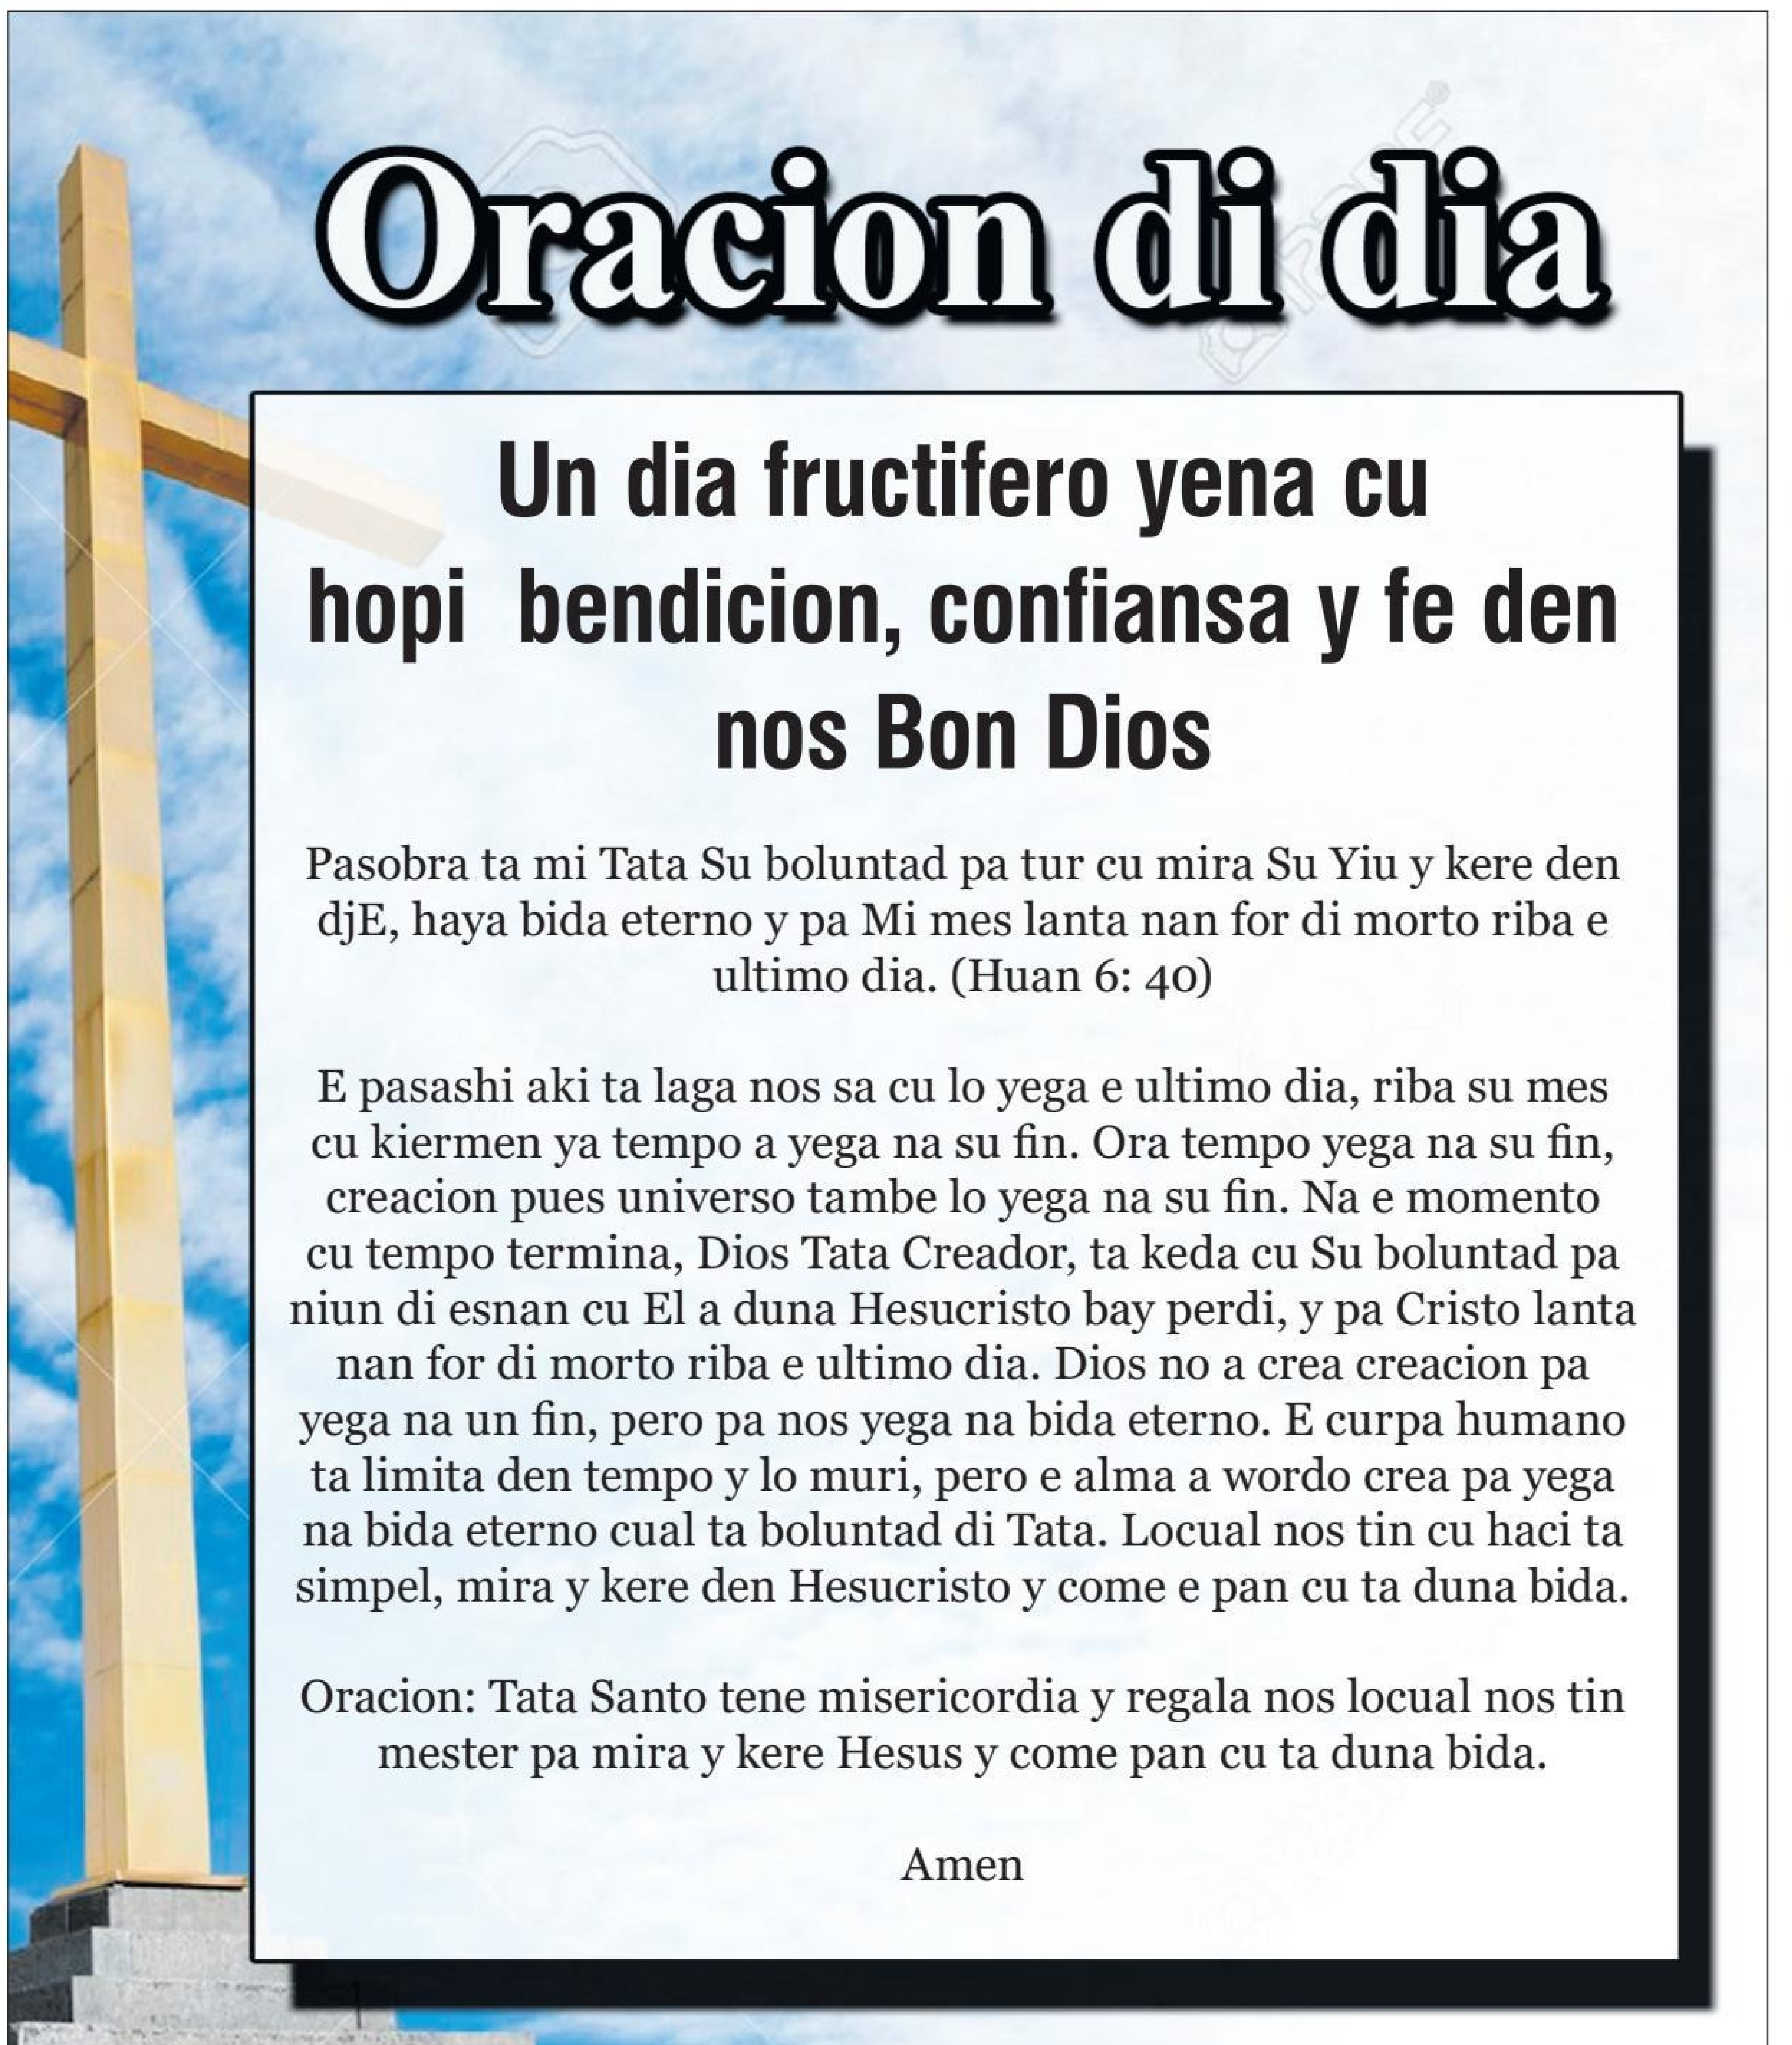 Oracion di dia
Un dia fructifero yena cu
hopi bendicion, confiansa y fe den
nos Bon Dios
Pasobra ta mi Tata Su boluntad pa tur cu mira Su Yiu y kere den
djE, haya bida eterno y pa Mi mes lanta nan for di morto riba e
ultimo dia. (Huan 6: 40)
E pasashi aki ta laga nos sa cu lo yega e ultimo dia, riba su mes
cu kiermen ya tempo a yega na su fin. Ora tempo yega na su fin,
creacion pues universo tambe lo yega na su fin. Na e momento
cu tempo termina, Dios Tata Creador, ta keda cu Su boluntad pa
niun di esnan cu El a duna Hesucristo bay perdi, y pa Cristo lanta
nan for di morto riba e ultimo dia. Dios no a crea creacion pa
yega na un fin, pero pa nos yega na bida eterno. E curpa humano
ta limita den tempo y lo muri, pero e alma a wordo crea pa yega
na bida eterno cual ta boluntad di Tata. Locual nos tin cu haci ta
simpel, mira y kere den Hesucristo y come e pan cu ta duna bida.
Oracion: Tata Santo tene misericordia y regala nos locual nos tin
mester pa mira y kere Hesus y come pan cu ta duna bida.
Amen